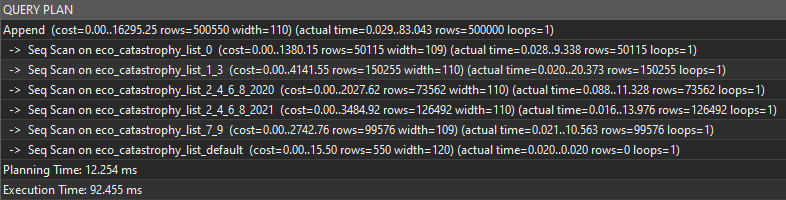 QUERY PLAN
Append (cost=0.00..16295.25 rows=500550 width=110) (actual time=0.029..83.043 rows=500000 loops=1)
-> Seq Scan on eco_catastrophy_list_0 (cost=0.00..1380.15 rows=50115 width=109) (actual time=0.028..9.338 rows=50115 loops=1)
-> Seq Scan on eco_catastrophy_list_1_3 (cost=0.00..4141.55 rows=150255 width=110) (actual time=0.020..20.373 rows=150255 loops=1)
-> Seq Scan on eco_catastrophy_list_2_4_6_8_2020 (cost=0.00..2027.62 rows=73562 width=110) (actual time=0.088..11.328 rows=73562 loops=1)
-> Seq Scan on eco_catastrophy_list_2_4_6_8_2021 (cost=0.00..3484.92 rows=126492 width=110) (actual time=0.016..13.976 rows=126492 loops=1)
-> Seq Scan on eco_catastrophy_list_7_9 (cost=0.00..2742.76 rows=99576 width=109) (actual time=0.021..10.563 rows=99576 loops=1)
-> Seq Scan on eco_catastrophy_list_default (cost=0.00..15.50 rows=550 width=120) (actual time=0.020..0.020 rows=0 loops=1)
Planning Time: 12.254 ms
Execution Time: 92.455 ms